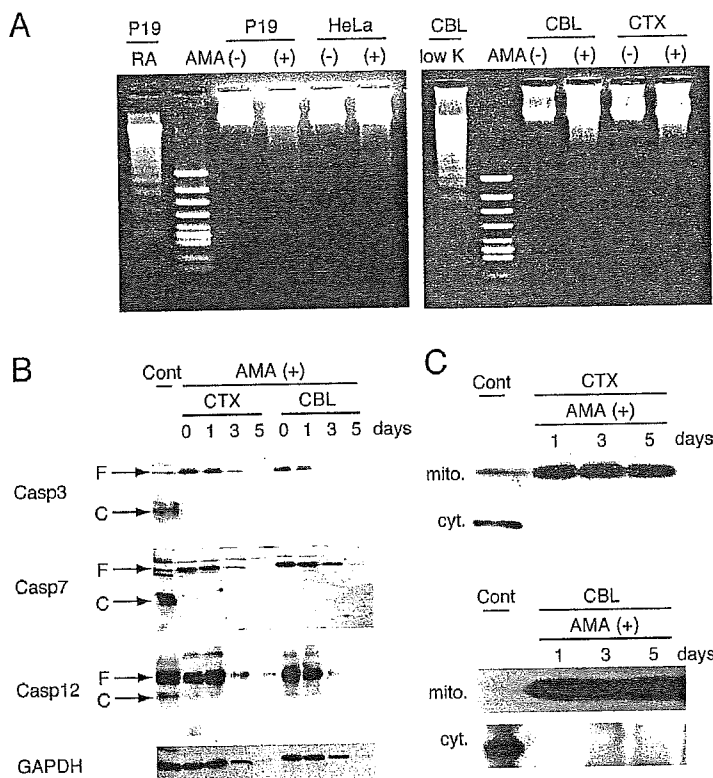 A
P19 P19 HeLa
RA AMA (-) (+) (-) (+)
CBL CBL CTX
low K AMA (-) (+) (-) (+)
B
Cont AMA (+)
CTX CBL
0 1 3 5 0 1 3 5 days
F
Casp3
C
F
Casp7
C
F
Casp12
C
GAPDH
C
Cont CTX
AMA (+)
1 3 5 days
mito.
cyt.
Cont CBL
AMA (+)
1 3 5 days
mito.
cyt.